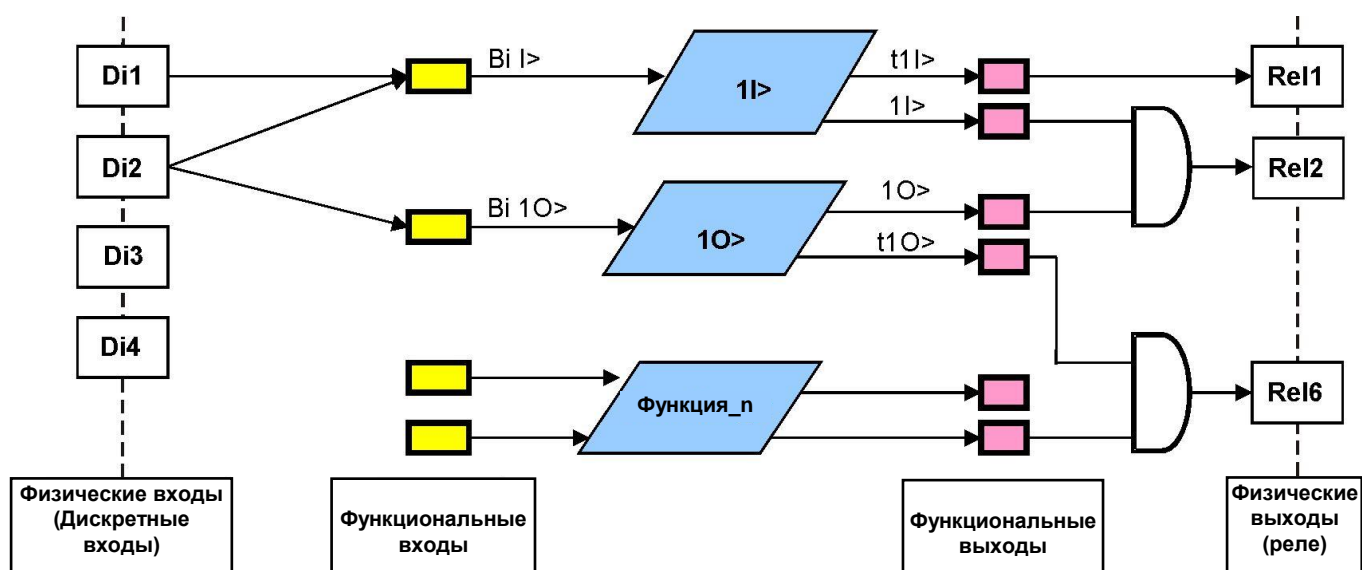 Di1
Bi I>
1I>
t1I>
1I>
Rel1
Di2
Rel2
Bi 1O>
1O>
1O>
t1O>
Di3
Di4
Функция_n
Rel6
Физические входы
(Дискретные
входы)
Функциональные
входы
Функциональные
выходы
Физические
выходы
(реле)